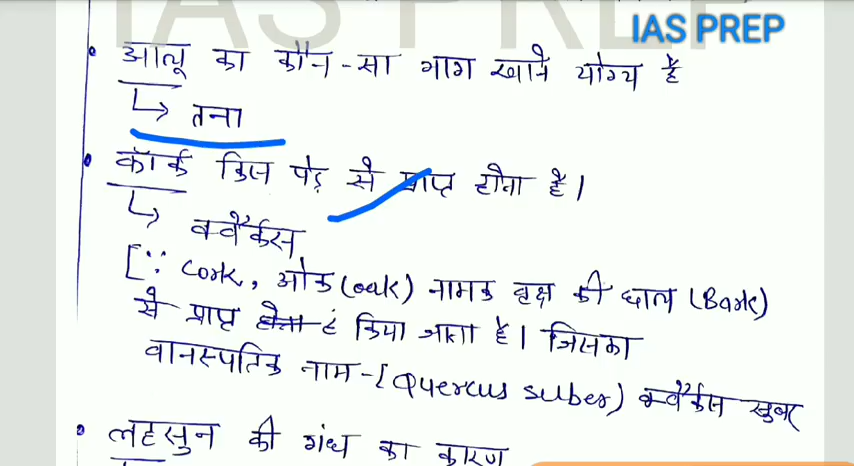 IAS PREP
• आलू का कौन-सा भाग खाने योग्य है
↳ तना
• कॉर्क किस पेड़ से प्राप्त होता है।
↳ क्वैर्कस
[∵ Cork, ओक (oak) नामक वृक्ष की छाल (Bark)
से प्राप्त होता है किया जाता है। जिसका
वानस्पतिक नाम-[Quercus suber) क्वैर्कस सुबर
• लहसुन की गंध का कारण